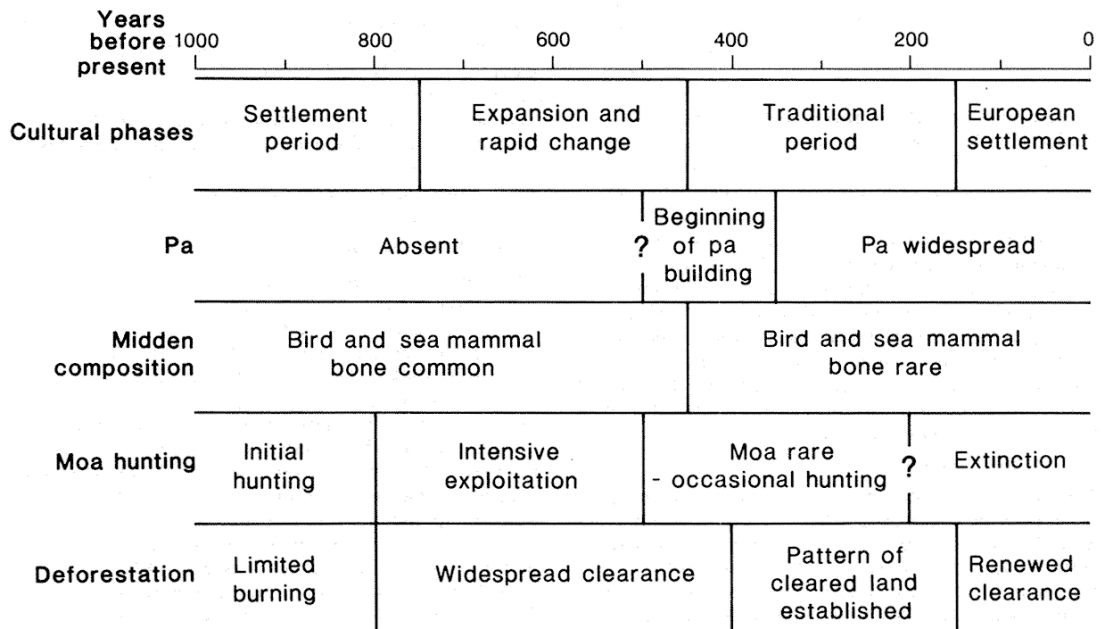 Years
before
present
1000 800 600 400 200 0
Cultural phases
Settlement
period
Expansion and
rapid change
Traditional
period
European
settlement
Pa
Absent
?
Beginning
of pa
building
Pa widespread
Midden
composition
Bird and sea mammal
bone common
Bird and sea mammal
bone rare
Moa hunting
Initial
hunting
Intensive
exploitation
Moa rare
- occasional hunting
?
Extinction
Deforestation
Limited
burning
Widespread clearance
Pattern of
cleared land
established
Renewed
clearance